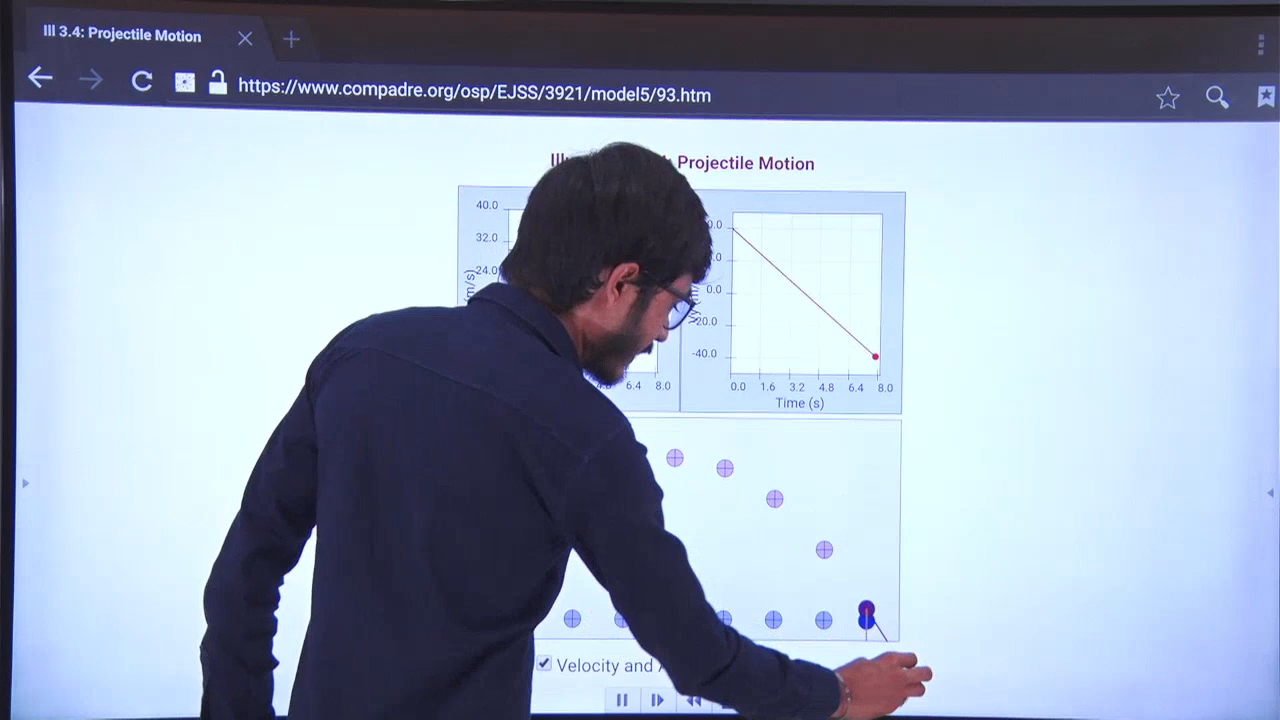 Ill 3.4: Projectile Motion
https://www.compadre.org/osp/EJSS/3921/model5/93.htm
Projectile Motion
40.0
32.0
24.0
(m/s)
6.4 8.0
0.0
-20.0
-40.0
0.0 1.6 3.2 4.8 6.4 8.0
Time (s)
Velocity and